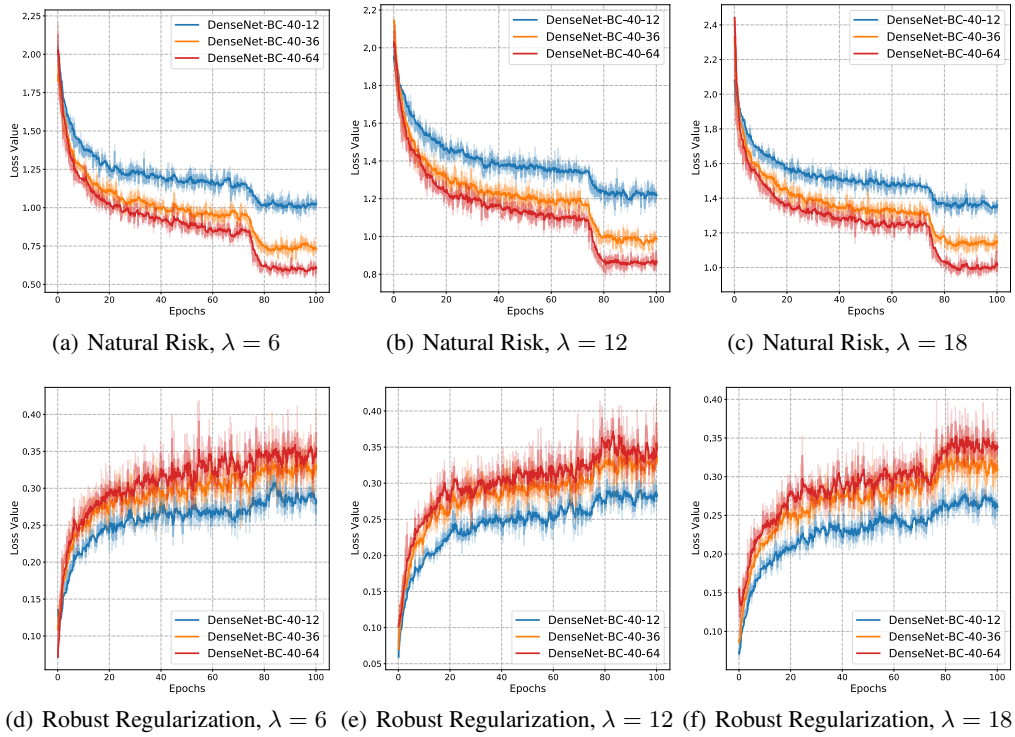 DenseNet-BC-40-12
DenseNet-BC-40-36
DenseNet-BC-40-64
2.25
2.00
1.75
1.50
1.25
1.00
0.75
0.50
Loss Value
0 20 40 60 80 100
Epochs
(a) Natural Risk, λ = 6
DenseNet-BC-40-12
DenseNet-BC-40-36
DenseNet-BC-40-64
2.0
1.8
1.6
1.4
1.2
1.0
0.8
Loss Value
0 20 40 60 80 100
Epochs
(b) Natural Risk, λ = 12
DenseNet-BC-40-12
DenseNet-BC-40-36
DenseNet-BC-40-64
2.4
2.2
2.0
1.8
1.6
1.4
1.2
1.0
Loss Value
0 20 40 60 80 100
Epochs
(c) Natural Risk, λ = 18
0.40
0.35
0.30
0.25
0.20
0.15
0.10
Loss Value
DenseNet-BC-40-12
DenseNet-BC-40-36
DenseNet-BC-40-64
0 20 40 60 80 100
Epochs
(d) Robust Regularization, λ = 6
0.40
0.35
0.30
0.25
0.20
0.15
0.10
0.05
Loss Value
DenseNet-BC-40-12
DenseNet-BC-40-36
DenseNet-BC-40-64
0 20 40 60 80 100
Epochs
(e) Robust Regularization, λ = 12
0.40
0.35
0.30
0.25
0.20
0.15
0.10
Loss Value
DenseNet-BC-40-12
DenseNet-BC-40-36
DenseNet-BC-40-64
0 20 40 60 80 100
Epochs
(f) Robust Regularization, λ = 18